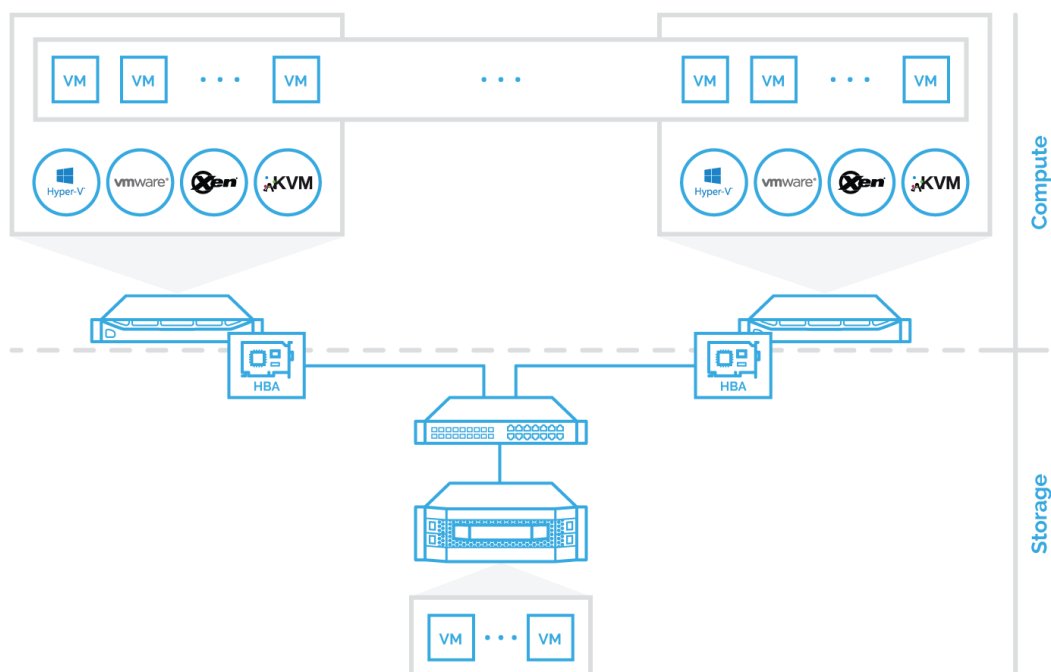 VM VM VM VM VM VM
Hyper-V vmware® Xen KVM Hyper-V vmware® Xen KVM
Compute
HBA HBA
Storage
VM VM